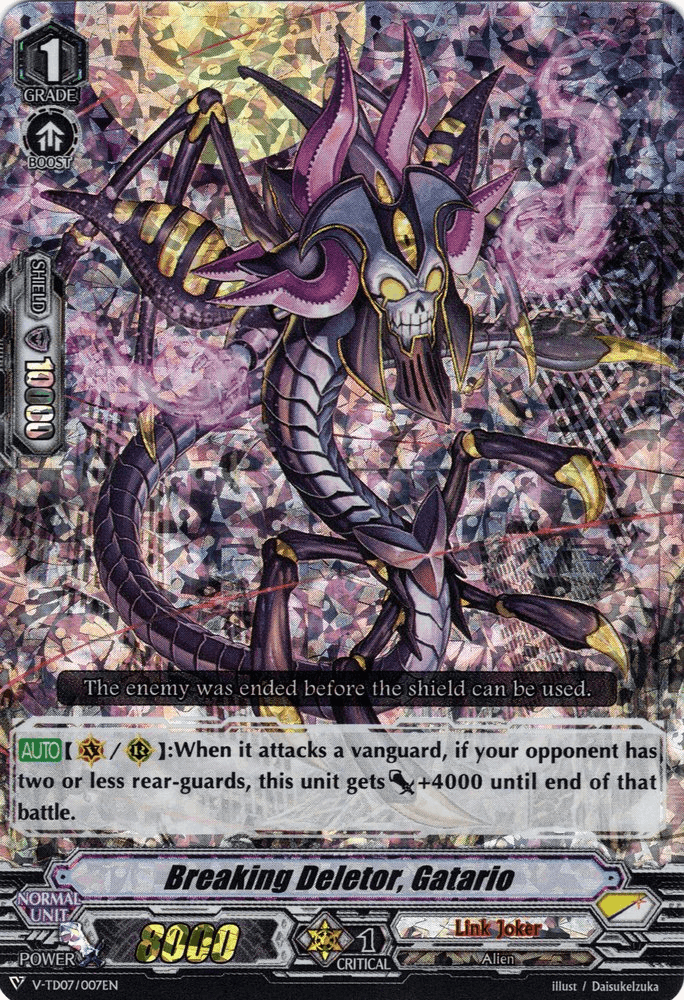 1
GRADE
BOOST
SHIELD
10000
The enemy was ended before the shield can be used.
AUTO【 V / R 】:When it attacks a vanguard, if your opponent has
two or less rear-guards, this unit gets +4000 until end of that
battle.
Breaking Deletor, Gatario
NORMAL
UNIT
POWER 8000 1 CRITICAL Link Joker
Alien
V-TD07/007EN illust / DaisukeIzuka